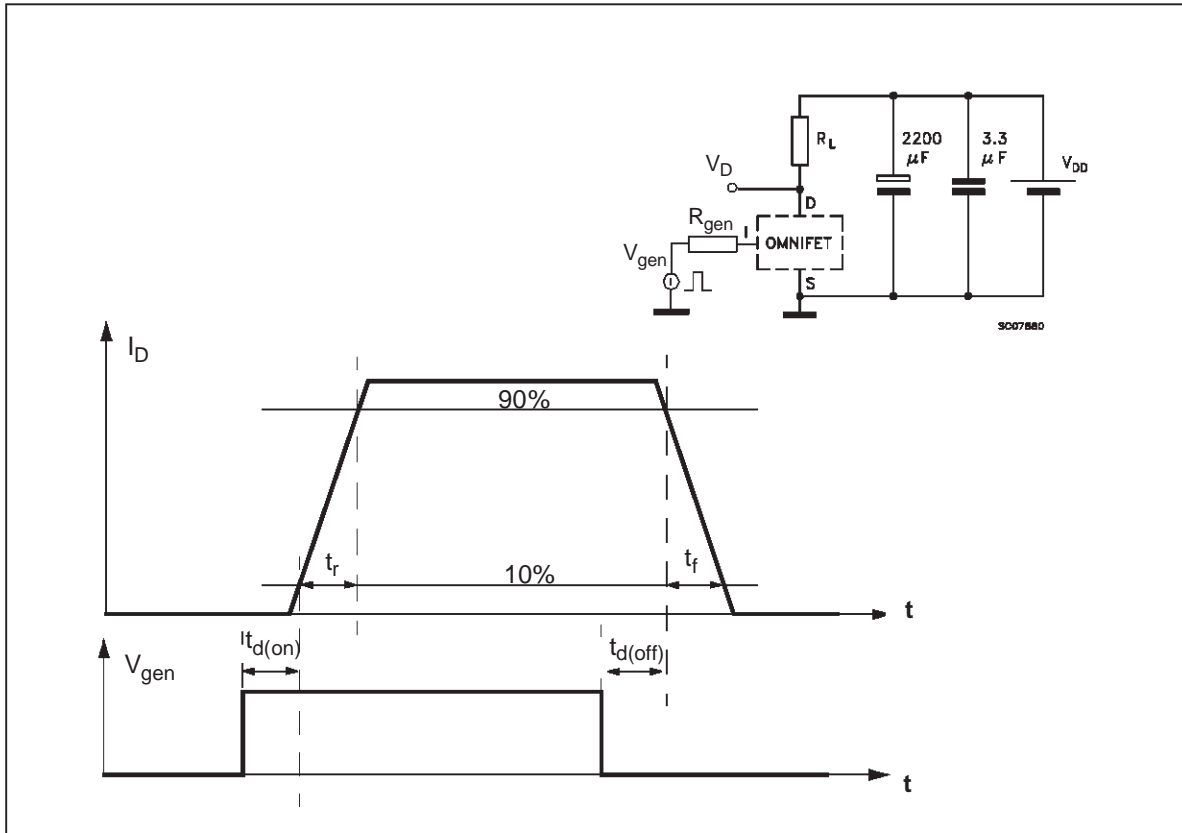 2200
μF
3.3
μF
R_L
V_DD
V_D
D
R_gen
I
OMNIFET
V_gen
S
SC07680
I_D
90%
t_r
10%
t_f
t
t_d(on)
t_d(off)
V_gen
t